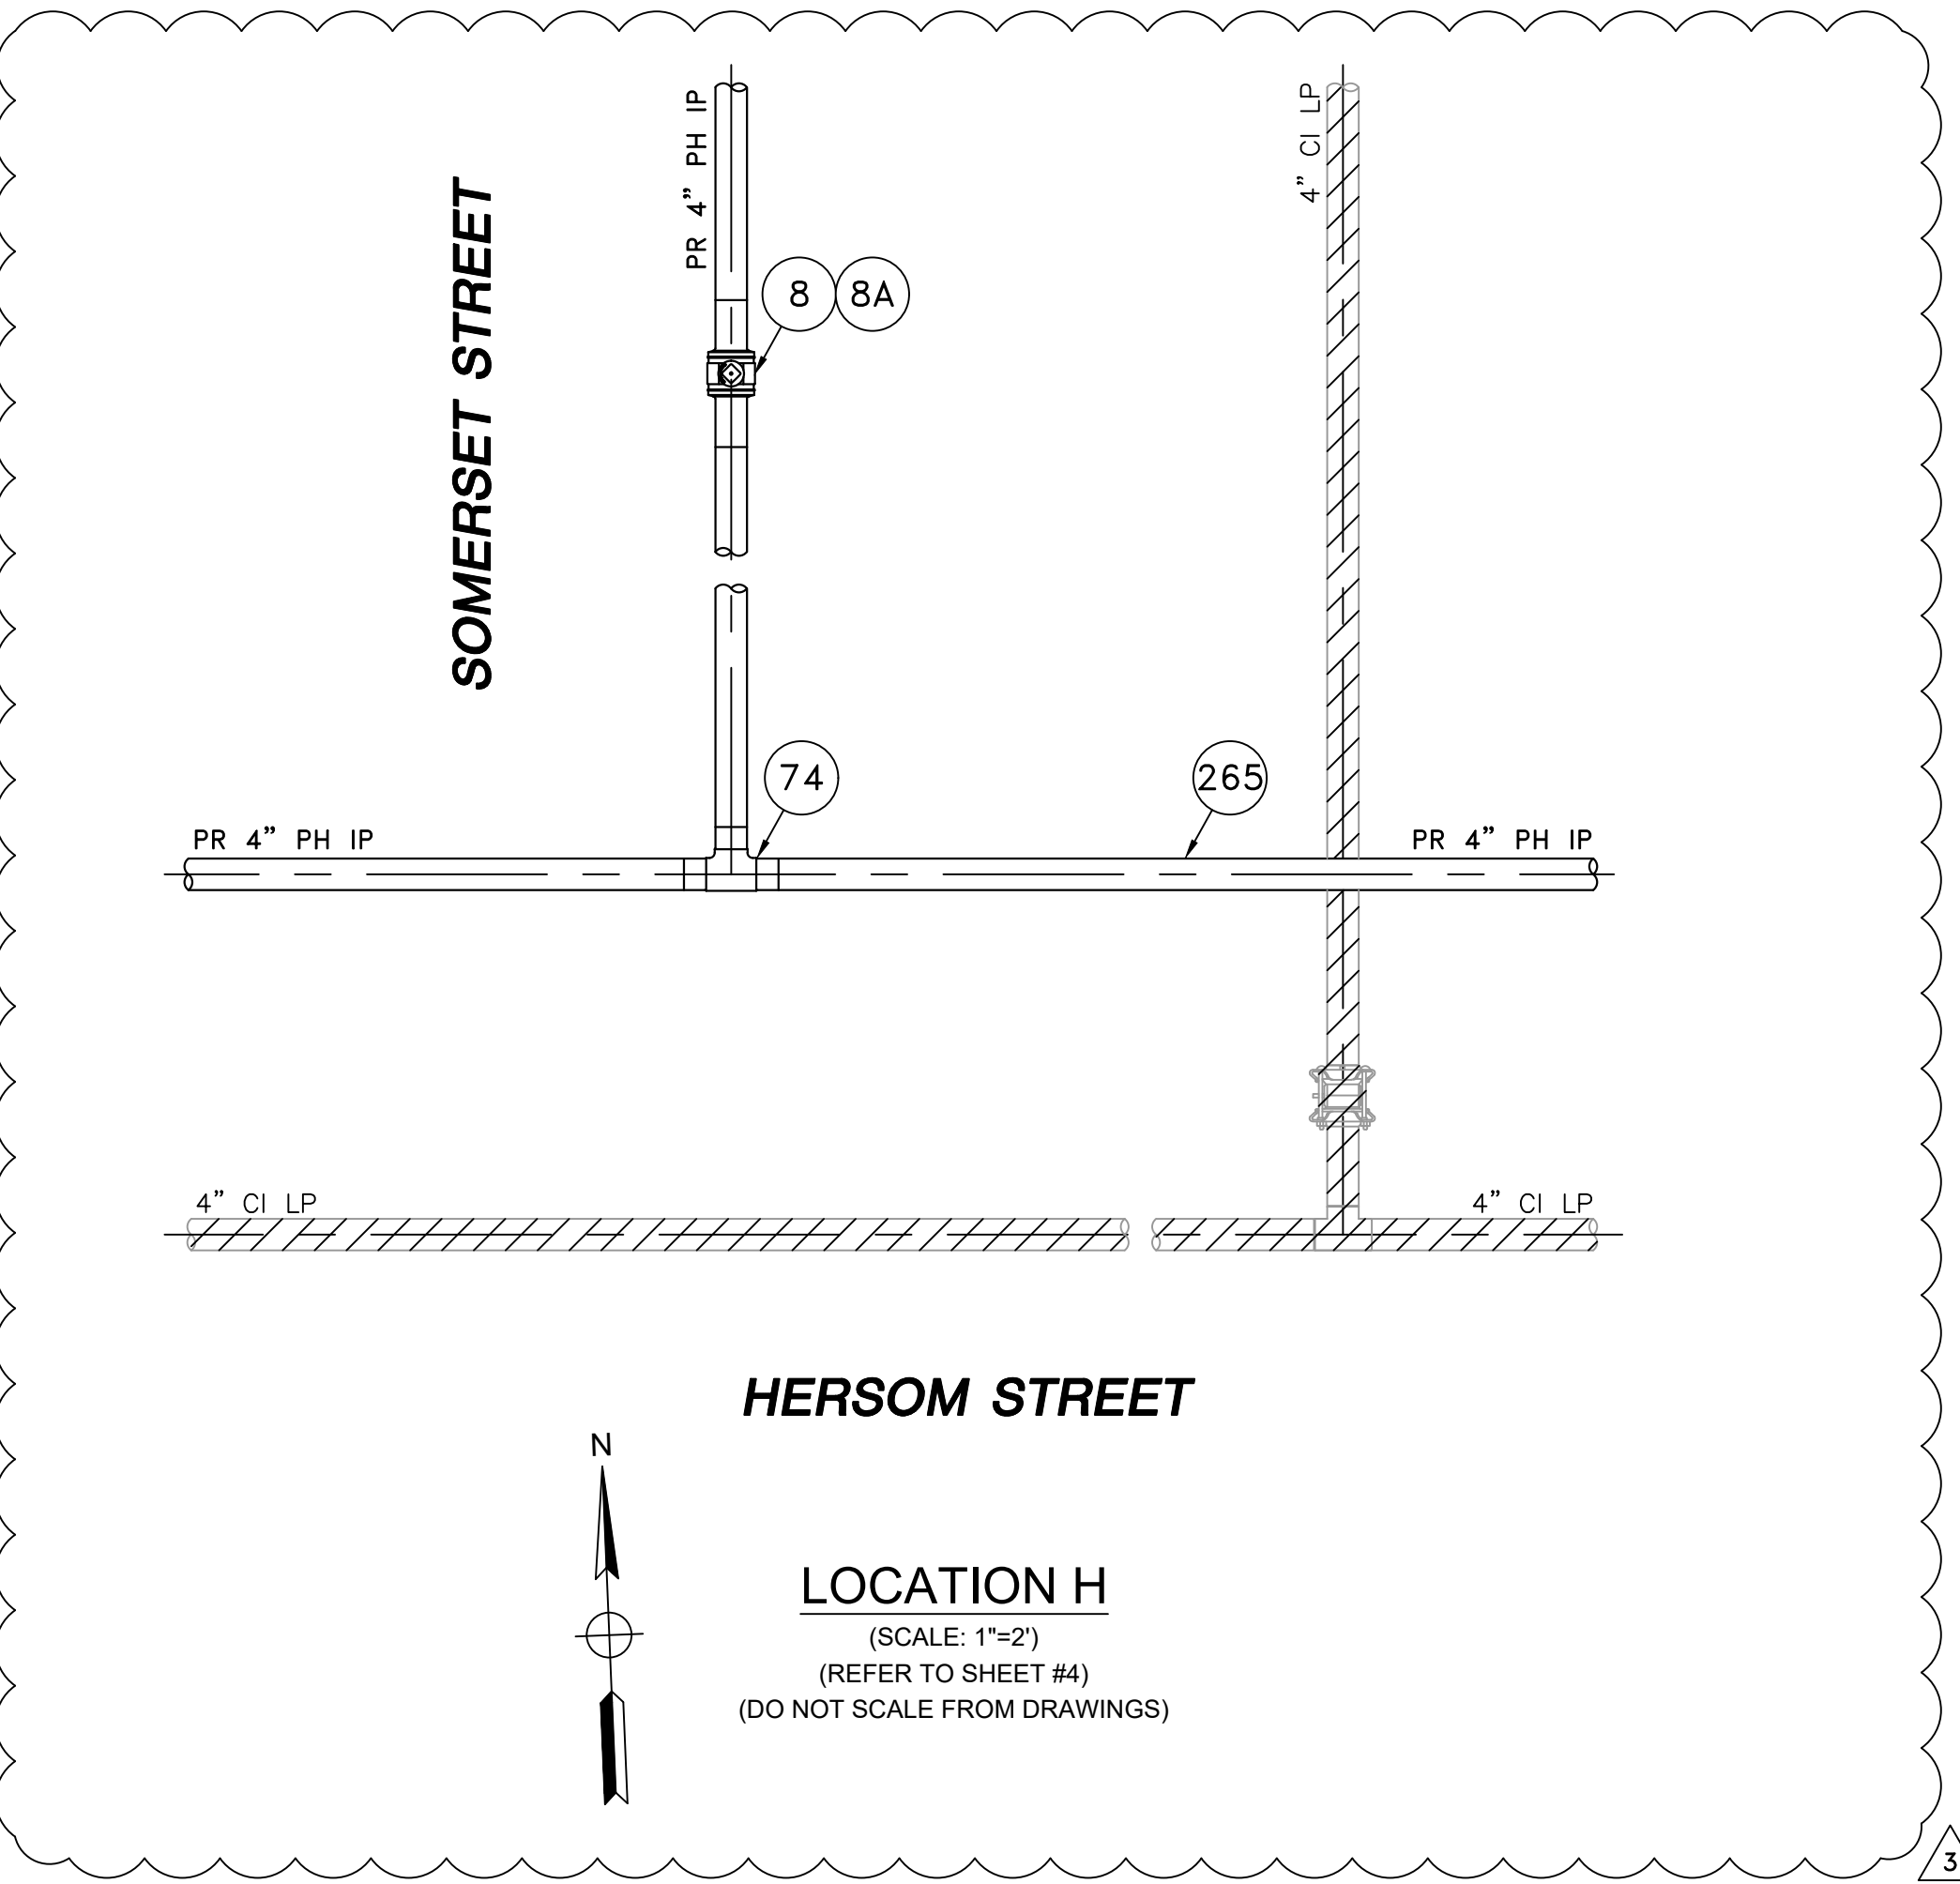 PR 4” PH IP
4” CI LP
SOMERSET STREET
8
8A
74
265
PR 4” PH IP
PR 4” PH IP
4” CI LP
4” CI LP
HERSOM STREET
N
LOCATION H
(SCALE: 1"=2')
(REFER TO SHEET #4)
(DO NOT SCALE FROM DRAWINGS)
3